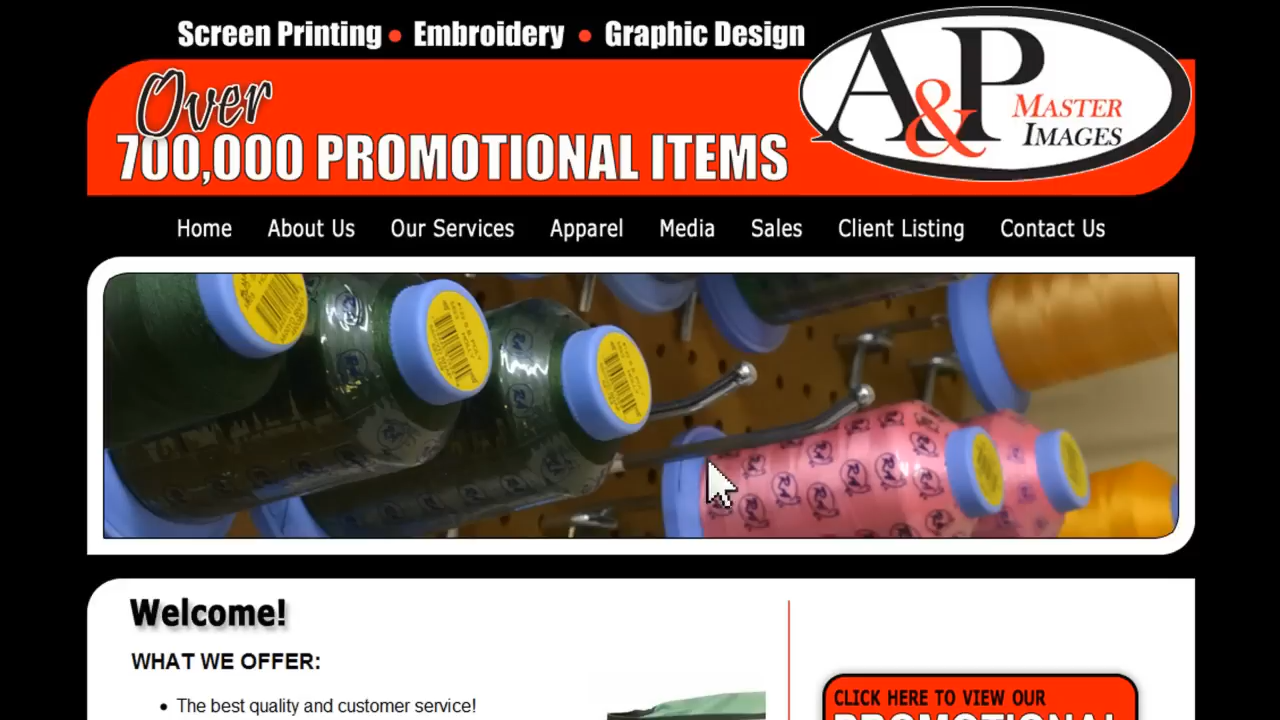 Screen Printing • Embroidery • Graphic Design
Over
700,000 PROMOTIONAL ITEMS
A&P MASTER IMAGES
Home About Us Our Services Apparel Media Sales Client Listing Contact Us
Welcome!
WHAT WE OFFER:
• The best quality and customer service!
CLICK HERE TO VIEW OUR
PROMOTIONAL